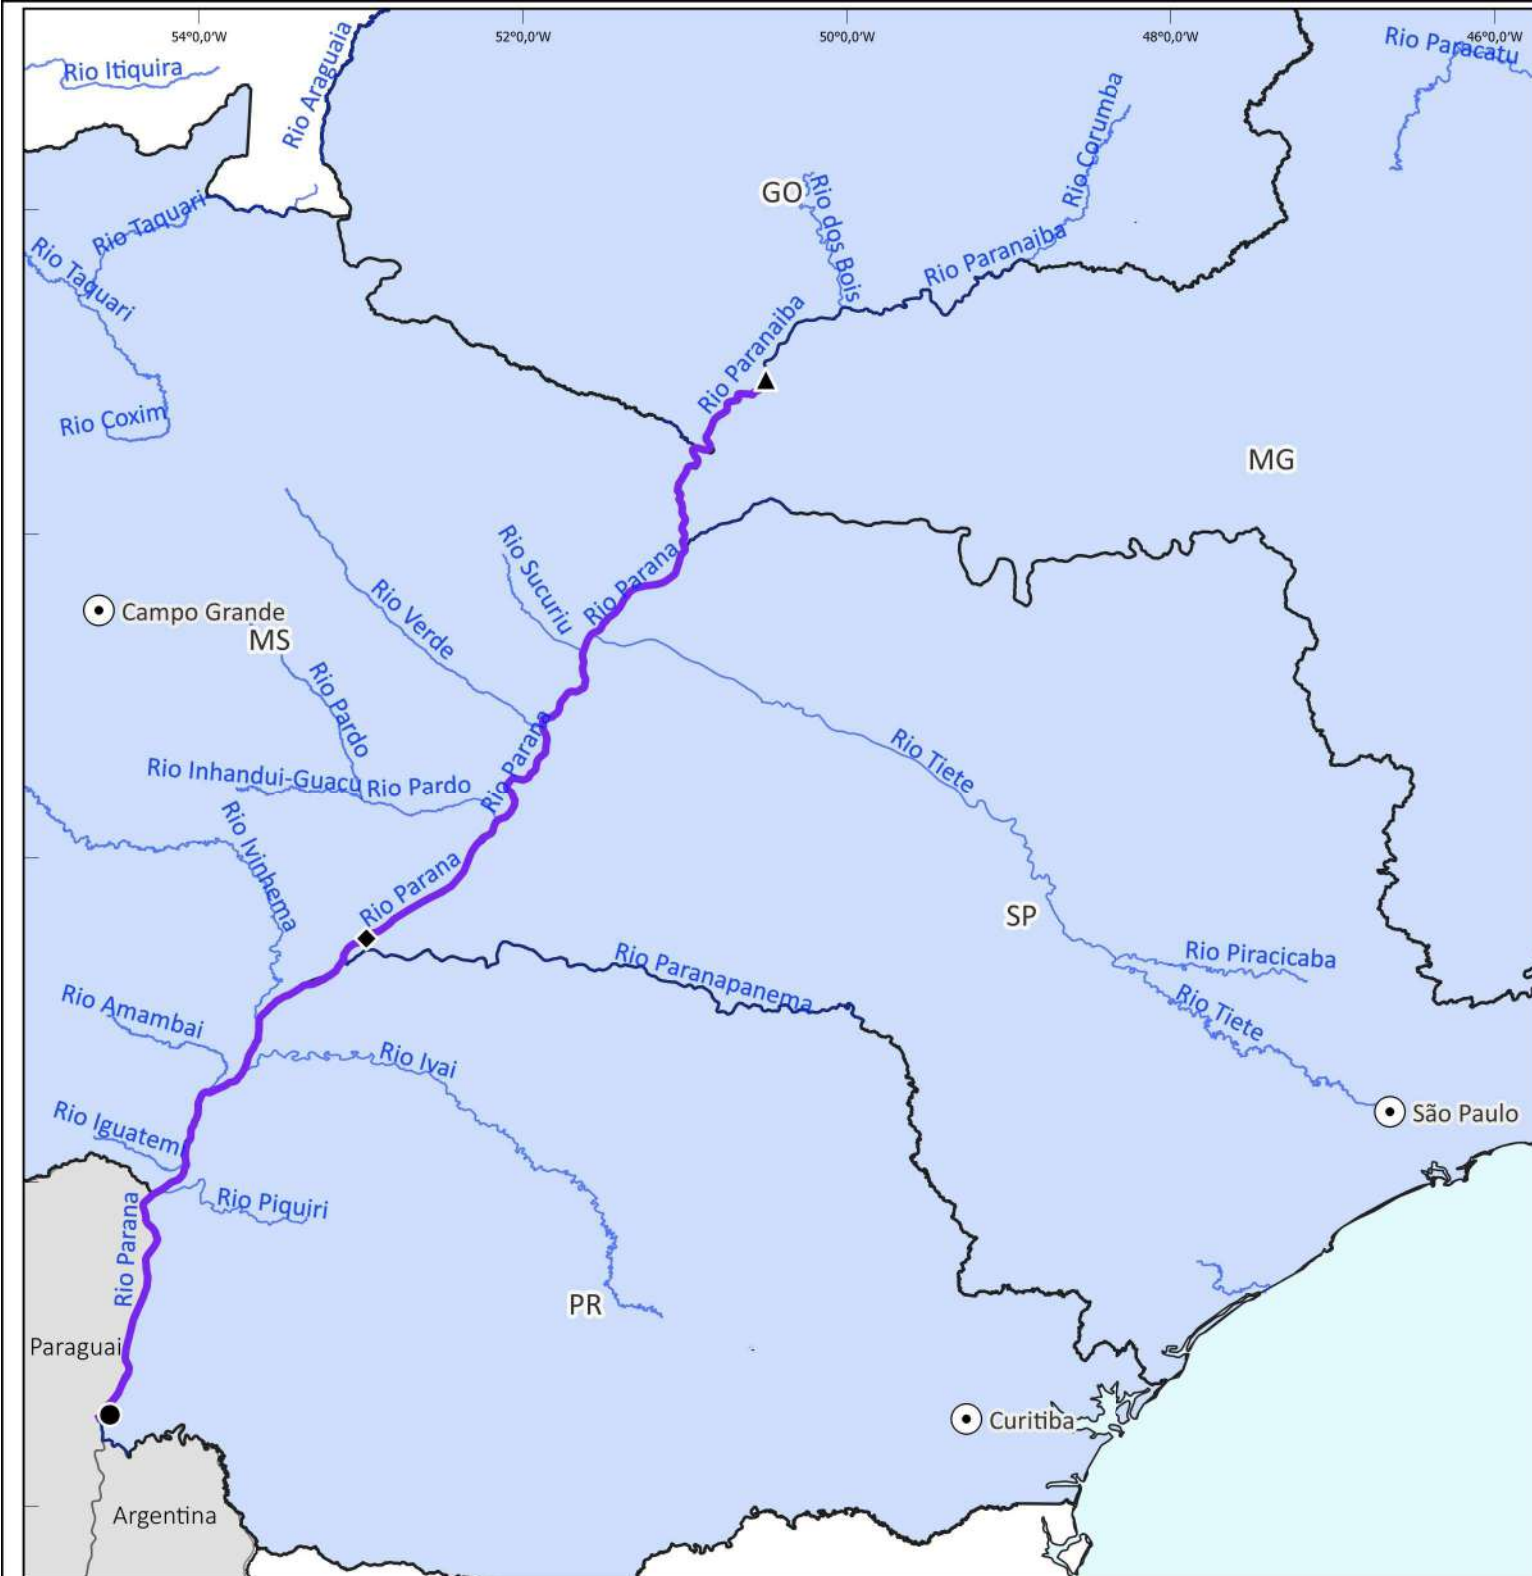 54°0,0'W
52°0,0'W
50°0,0'W
48°0,0'W
46°0,0'W
Rio Itiquira
Rio Araguaia
Rio Paracatu
Rio Corumba
GO
Rio dos Bois
Rio Taquari
Rio Taquari
Rio Paranaiba
Rio Paranaiba
Rio Coxim
MG
Rio Sucuriu
Rio Parana
Campo Grande
MS
Rio Verde
Rio Pardo
Rio Tiete
Rio Parana
Rio Inhandui-Guacu
Rio Pardo
Rio Ivinhema
Rio Parana
SP
Rio Paranapanema
Rio Piracicaba
Rio Tiete
Rio Amambai
Rio Ivai
São Paulo
Rio Iguatemi
Rio Piquiri
Rio Parana
PR
Paraguai
Curitiba
Argentina